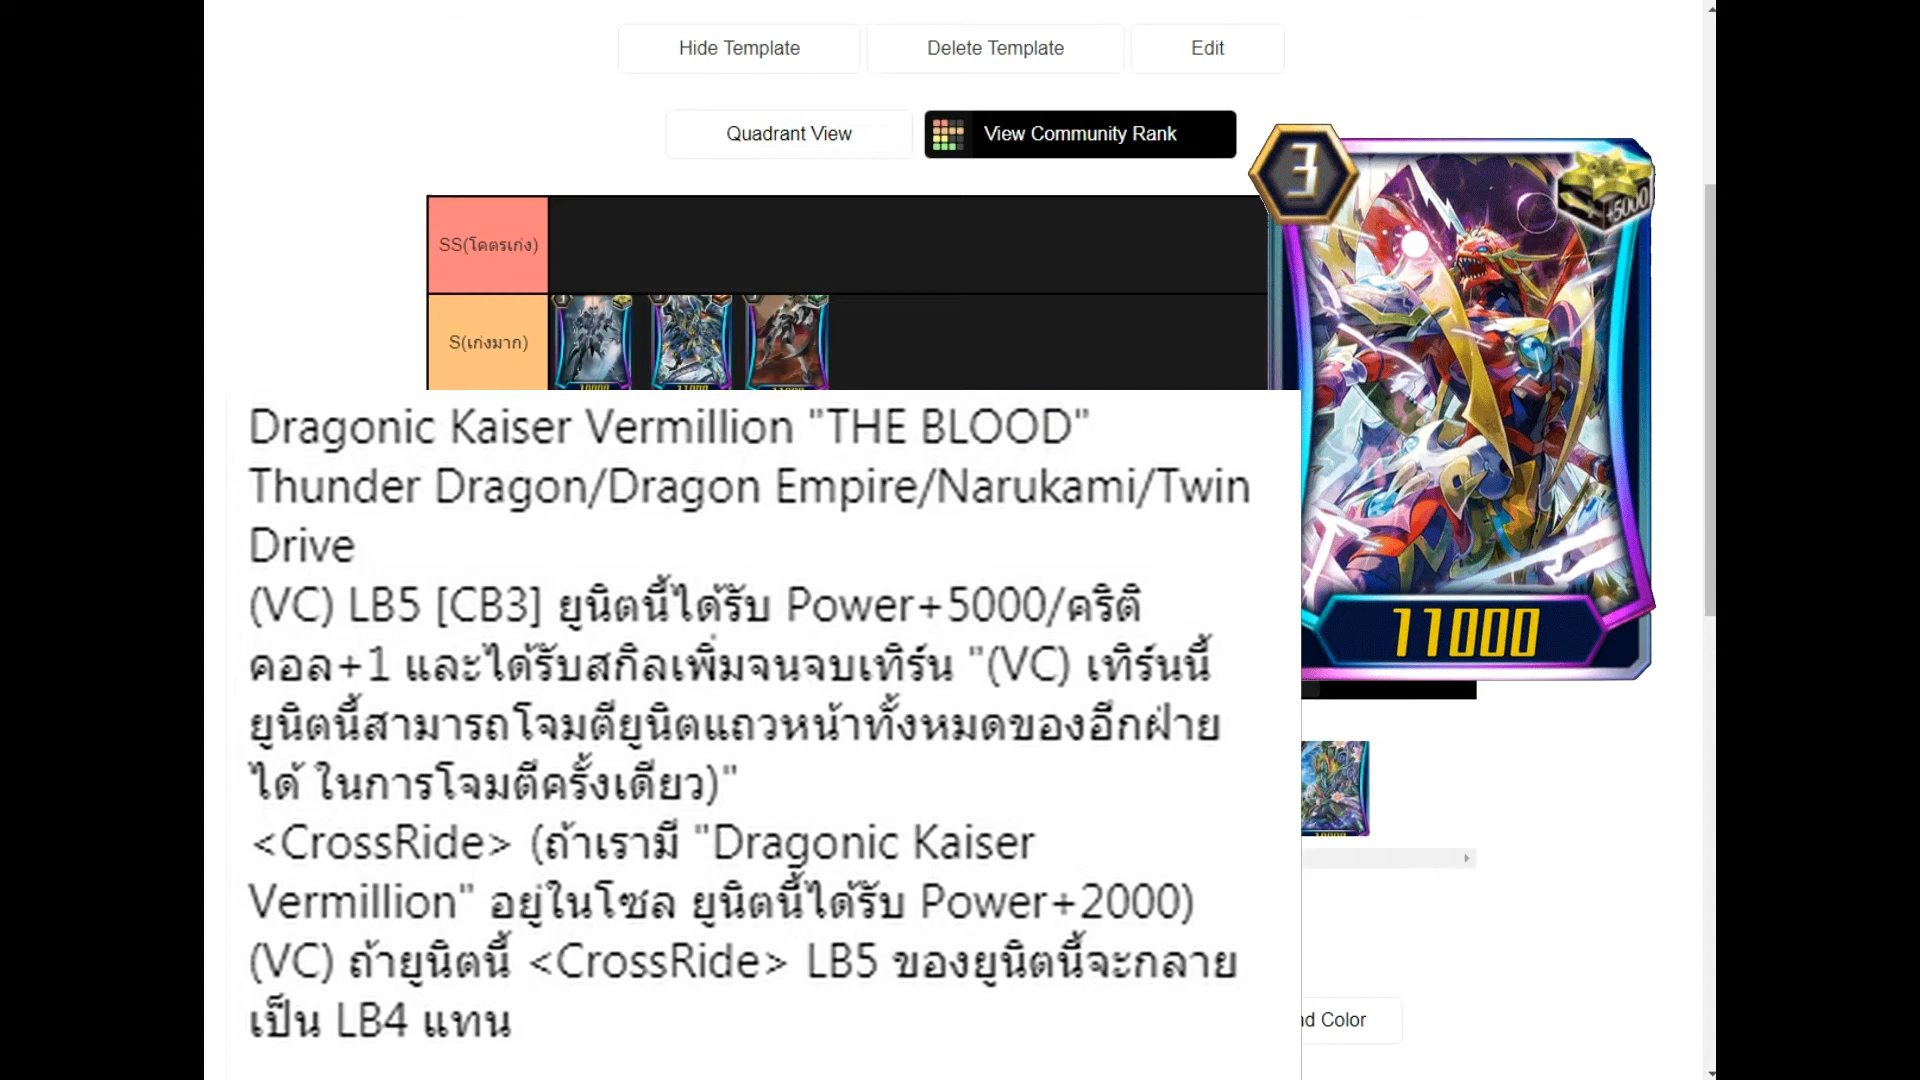 Hide Template
Delete Template
Edit
Quadrant View
View Community Rank
3
+5000
SS(โคตรเก่ง)
S(เก่งมาก)
10000
11000
11000
Dragonic Kaiser Vermillion "THE BLOOD"
Thunder Dragon/Dragon Empire/Narukami/Twin
Drive
(VC) LB5 [CB3] ยูนิตนี้ได้รับ Power+5000/คริติ
คอล+1 และได้รับสกิลเพิ่มจนจบเทิร์น "(VC) เทิร์นนี้
ยูนิตนี้สามารถโจมตียูนิตแถวหน้าทั้งหมดของอีกฝ่าย
ได้ ในการโจมตีครั้งเดียว)"
<CrossRide> (ถ้าเรามี "Dragonic Kaiser
Vermillion" อยู่ในโซล ยูนิตนี้ได้รับ Power+2000)
(VC) ถ้ายูนิตนี้ <CrossRide> LB5 ของยูนิตนี้จะกลาย
เป็น LB4 แทน
11000
10000
nd Color